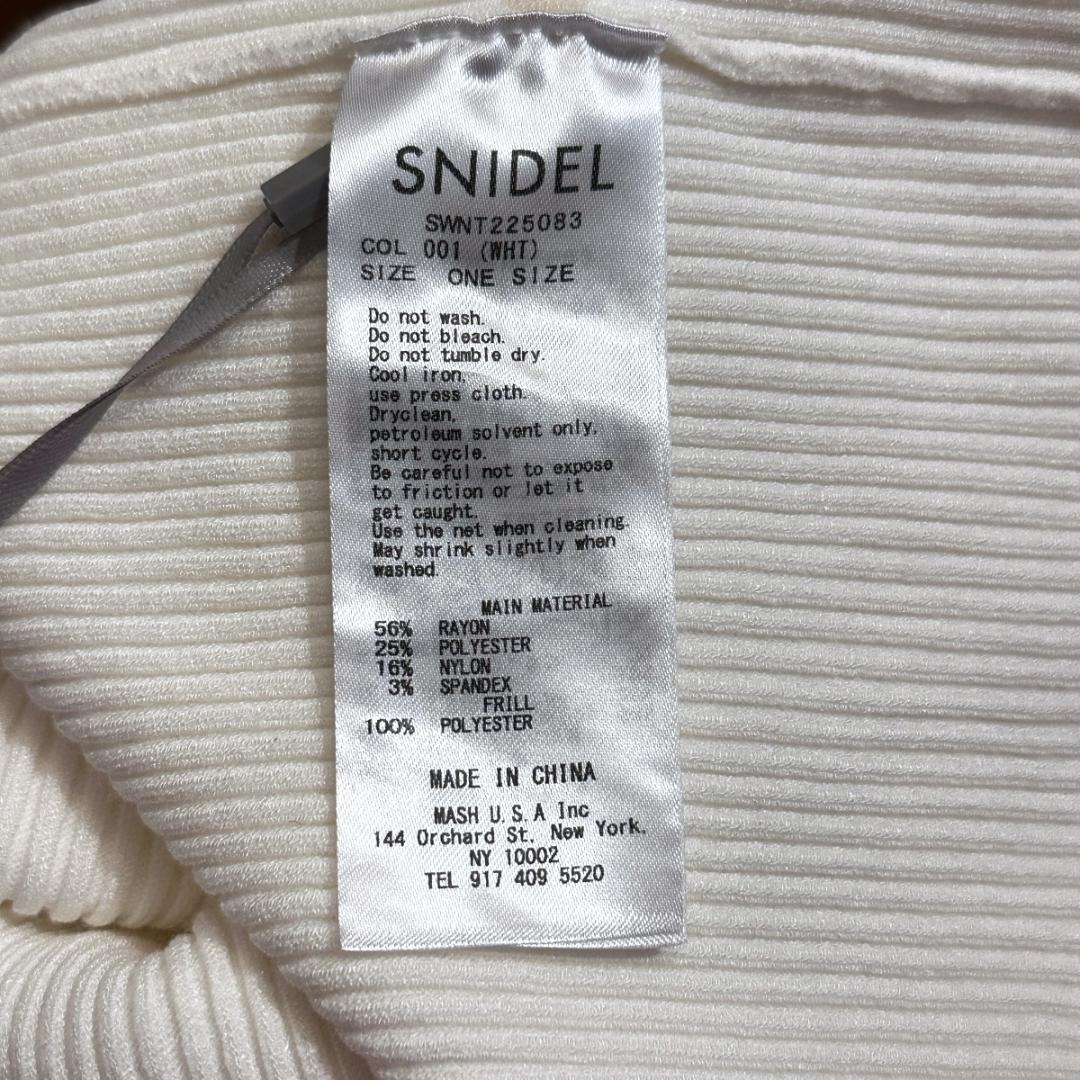 SNIDEL
SWNT225083
COL 001 (WHT)
SIZE ONE SIZE
Do not wash.
Do not bleach.
Do not tumble dry.
Cool iron.
use press cloth.
Dryclean,
petroleum solvent only.
short cycle.
Be careful not to expose
to friction or let it
get caught.
Use the net when cleaning.
May shrink slightly when
washed.
MAIN MATERIAL
56% RAYON
25% POLYESTER
16% NYLON
3% SPANDEX
FRILL
100% POLYESTER
MADE IN CHINA
MASH U.S.A Inc
144 Orchard St. New York.
NY 10002
TEL 917 409 5520